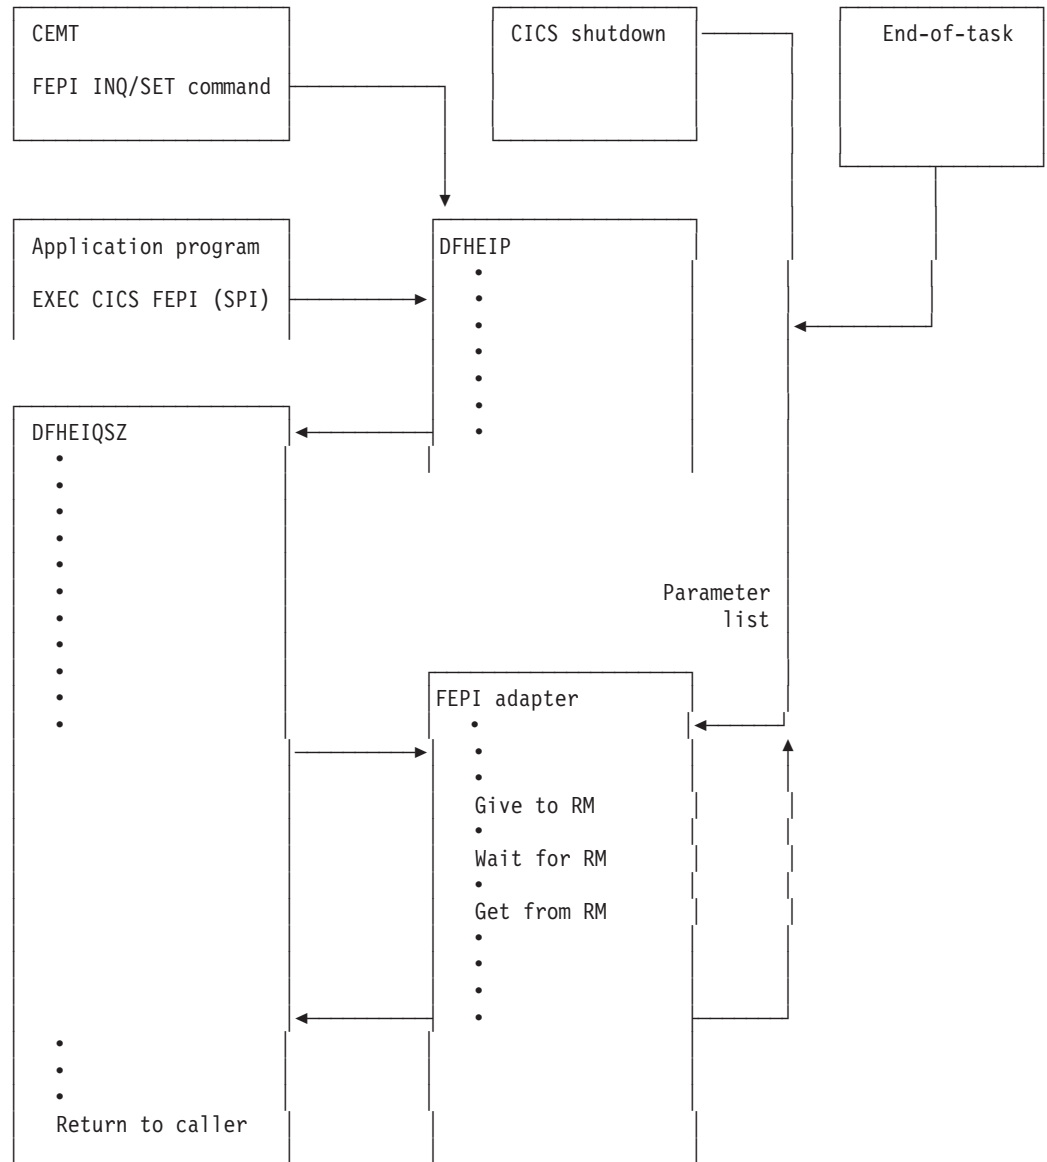 CEMT
FEPI INQ/SET command
CICS shutdown
End-of-task
Application program
EXEC CICS FEPI (SPI)
DFHEIP
DFHEIQSZ
Parameter
list
FEPI adapter
Give to RM
Wait for RM
Get from RM
Return to caller